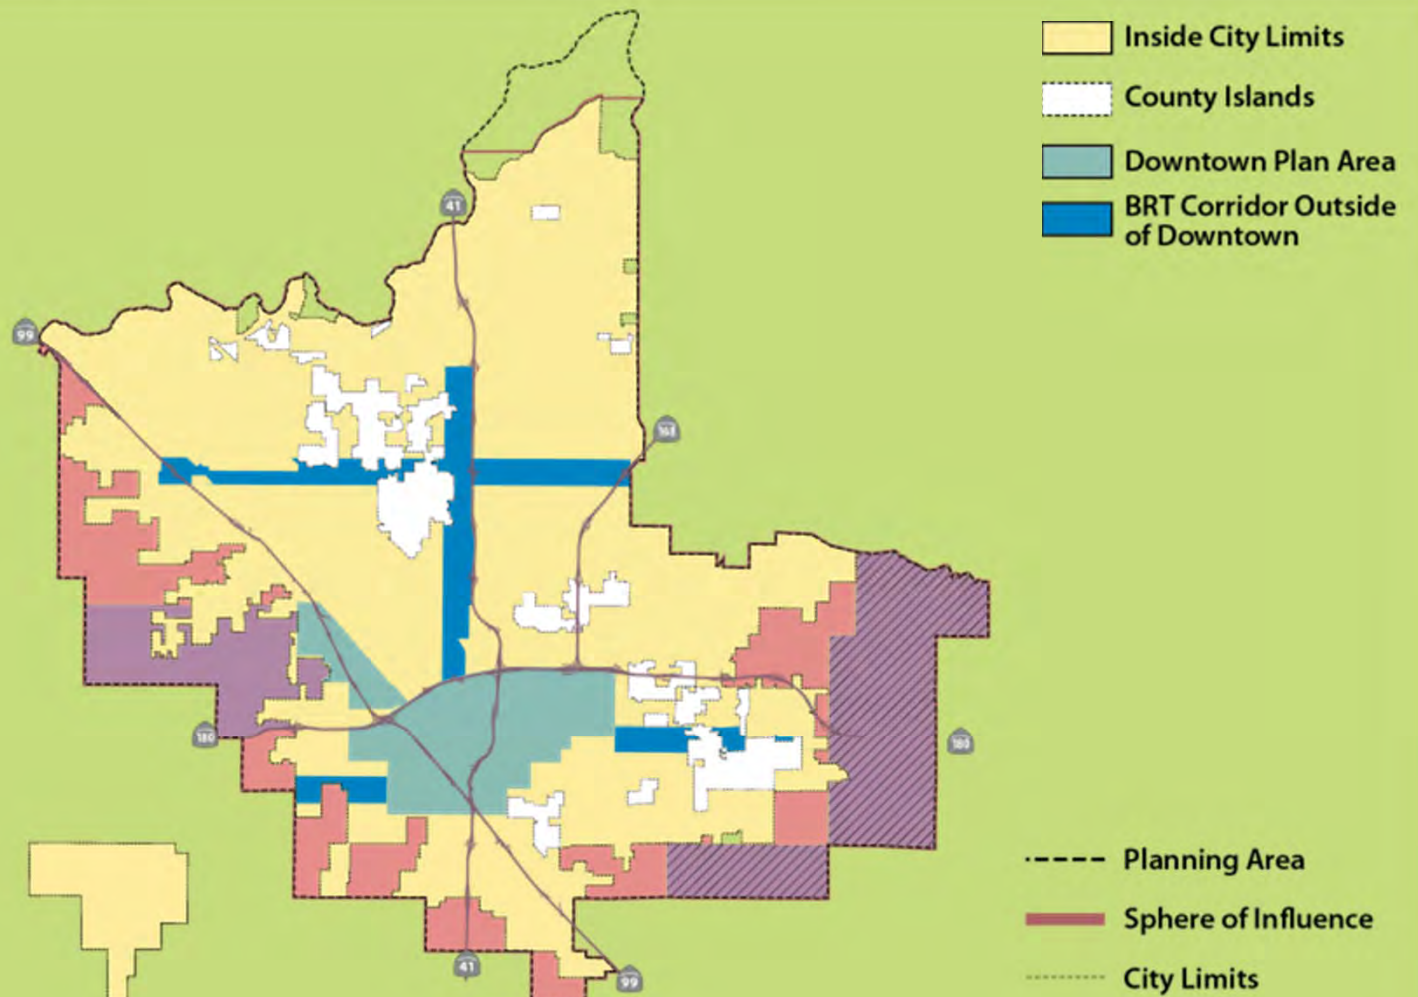 Inside City Limits
County Islands
Downtown Plan Area
BRT Corridor Outside
of Downtown
41
99
168
180
180
41
99
Planning Area
Sphere of Influence
City Limits